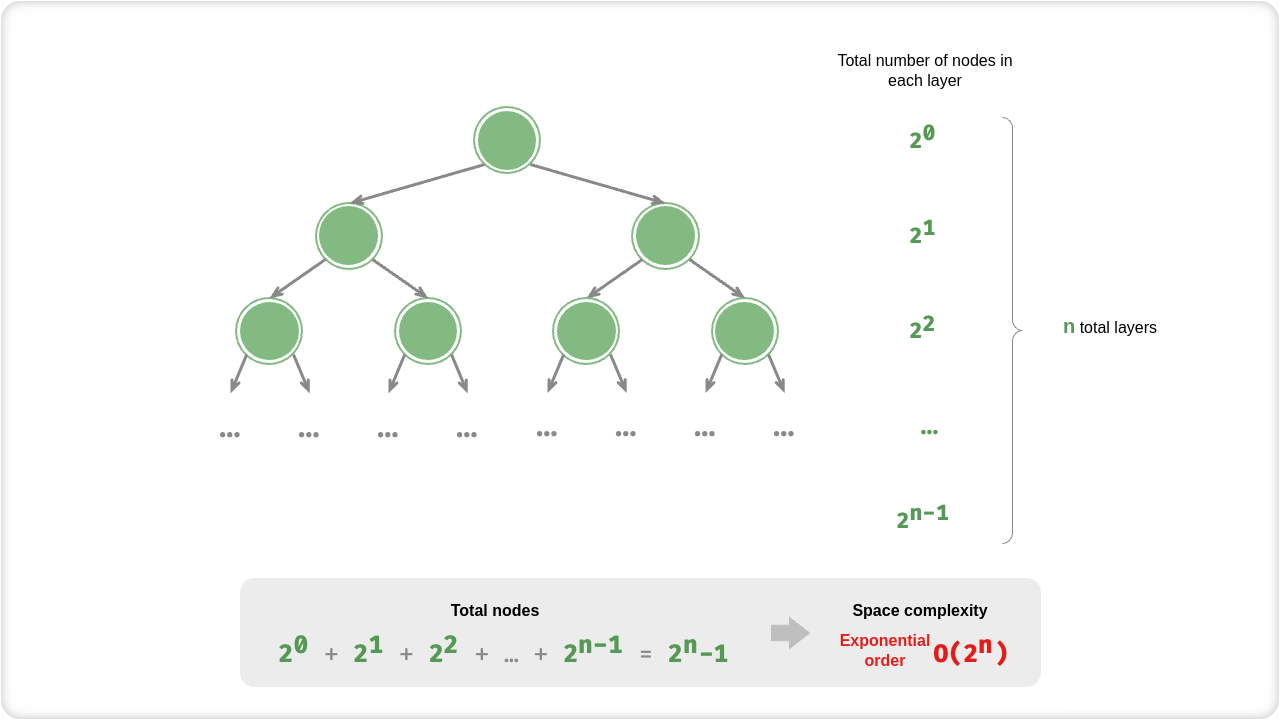 Total number of nodes in
each layer
2^0
2^1
2^2
n total layers
...
2^n-1
... ... ... ... ... ... ... ...
Total nodes
2^0 + 2^1 + 2^2 + ... + 2^n-1 = 2^n-1
Space complexity
Exponential
order
O(2^n)